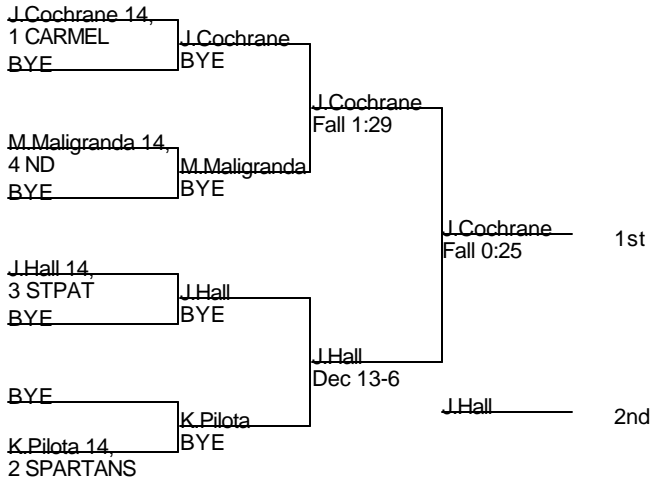 J.Cochrane 14,
1 CARMEL
BYE
J.Cochrane
BYE
M.Maligranda 14,
4 ND
BYE
M.Maligranda
BYE
J.Cochrane
Fall 1:29
J.Hall 14,
3 STPAT
BYE
J.Hall
BYE
BYE
K.Pilota 14,
2 SPARTANS
K.Pilota
BYE
J.Hall
Dec 13-6
J.Cochrane
Fall 0:25
1st
J.Hall
2nd